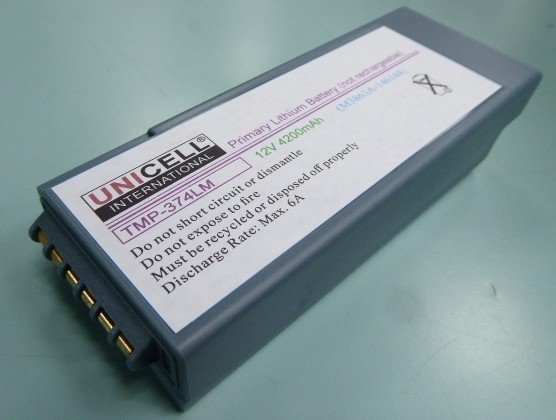 UNICELL
INTERNATIONAL
TMP-374LM
Primary Lithium Battery (not rechargeable)
12V 4200mAh
Do not short circuit or dismantle
Do not expose to fire
Must be recycled or disposed off properly
Discharge Rate: Max. 6A